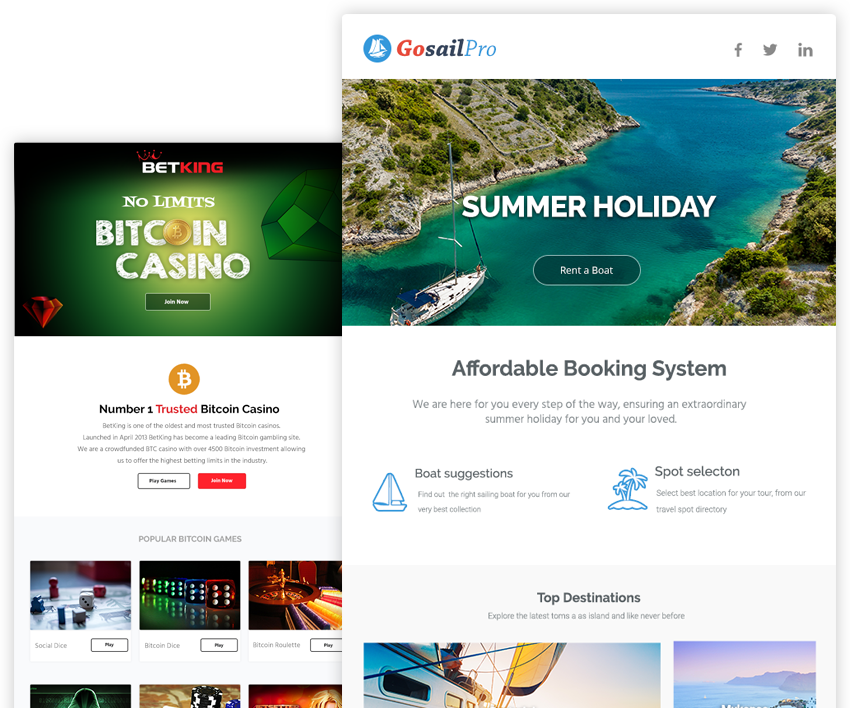 BETKING
No LIMITS
BITCOIN
CASINO
Join Now
Number 1 Trusted Bitcoin Casino
BetKing is one of the oldest and most trusted Bitcoin casinos.
Launched in April 2013 BetKing has become a leading Bitcoin gambling site.
We are a crowdfunded BTC casino with over 4500 Bitcoin investment allowing
us to offer the highest betting limits in the industry.
Play Games
Join Now
POPULAR BITCOIN GAMES
Social Dice
Play
Bitcoin Dice
Play
Bitcoin Roulette
Play
GosailPro
f
in
SUMMER HOLIDAY
Rent a Boat
Affordable Booking System
We are here for you every step of the way, ensuring an extraordinary
summer holiday for you and your loved.
Boat suggestions
Find out the right sailing boat for you from our
very best collection
Spot selecton
Select best location for your tour, from our
travel spot directory
Top Destinations
Explore the latest toms a as island and like never before